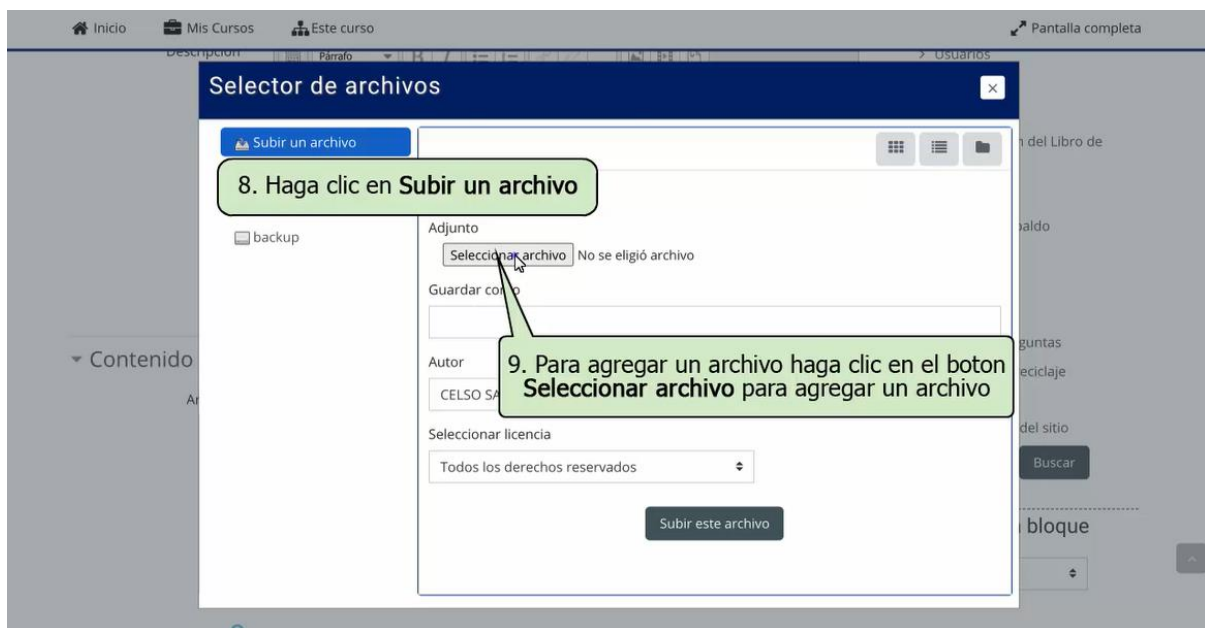 Inicio Mis Cursos Este curso Pantalla completa
Descripción Párrafo Usuarios
Selector de archivos
Subir un archivo
del Libro de
8. Haga clic en Subir un archivo
Adjunto
backup
Seleccionar archivo No se eligió archivo
Guardar como
Contenido
9. Para agregar un archivo haga clic en el boton
Seleccionar archivo para agregar un archivo
Autor
CELSO
Seleccionar licencia
del sitio
Todos los derechos reservados
Buscar
Subir este archivo
bloque